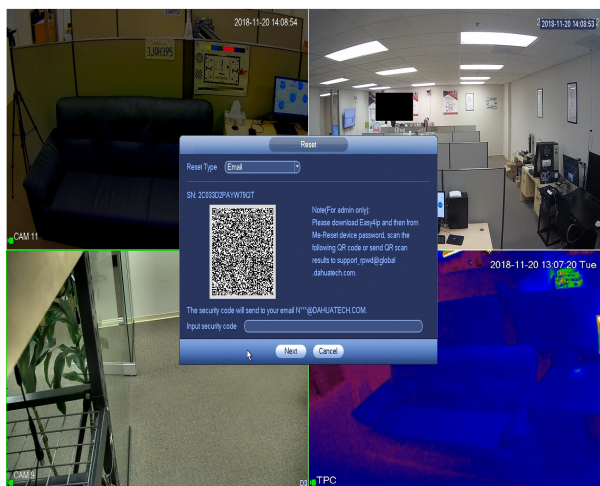 2018-11-20 14:08:54
2018-11-20 14:08:53
3J0H395
Reset
Reset Type
Email
SN: 2C033D2PAYW79QT
Note(For admin only):
Please download Easy4ip and then from
Me-Reset device password, scan the
following QR code or send QR scan
results to support_rpwd@global
.dahuatech.com.
The security code will send to your email N***@DAHUATECH.COM.
Input security code
Next
Cancel
CAM 11
2018-11-20 13:07:20 Tue
CAM 9
D3
TPC